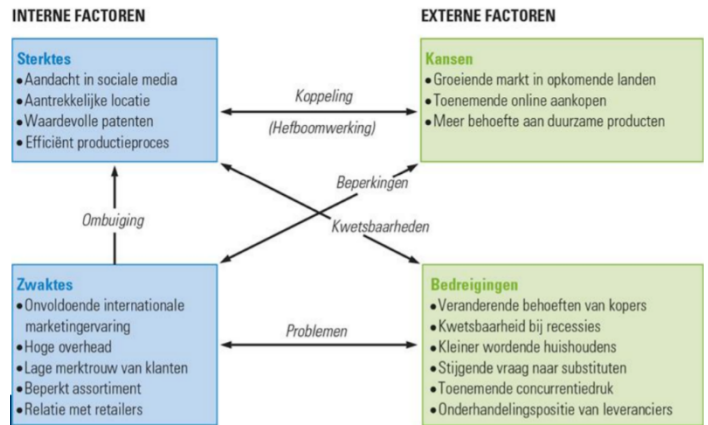 INTERNE FACTOREN
EXTERNE FACTOREN
Sterktes
• Aandacht in sociale media
• Aantrekkelijke locatie
• Waardevolle patenten
• Efficiënt productieproces
Koppeling
(Hefboomwerking)
Kansen
• Groeiende markt in opkomende landen
• Toenemende online aankopen
• Meer behoefte aan duurzame producten
Ombuiging
Beperkingen
Kwetsbaarheden
Zwaktes
• Onvoldoende internationale
marketingervaring
• Hoge overhead
• Lage merktrouw van klanten
• Beperkt assortiment
• Relatie met retailers
Problemen
Bedreigingen
• Veranderende behoeften van kopers
• Kwetsbaarheid bij recessies
• Kleiner wordende huishoudens
• Stijgende vraag naar substituten
• Toenemende concurrentiedruk
• Onderhandelingspositie van leveranciers